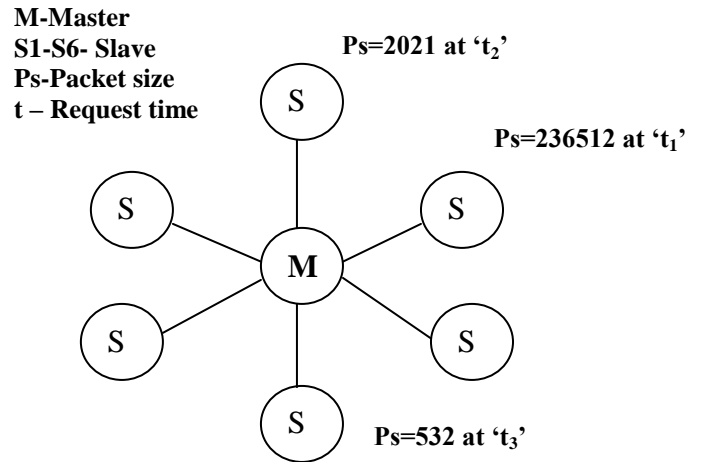 M-Master
S1-S6- Slave
Ps-Packet size
t – Request time
Ps=2021 at ‘t₂’
S
Ps=236512 at ‘t₁’
S
S
M
S
S
S
Ps=532 at ‘t₃’